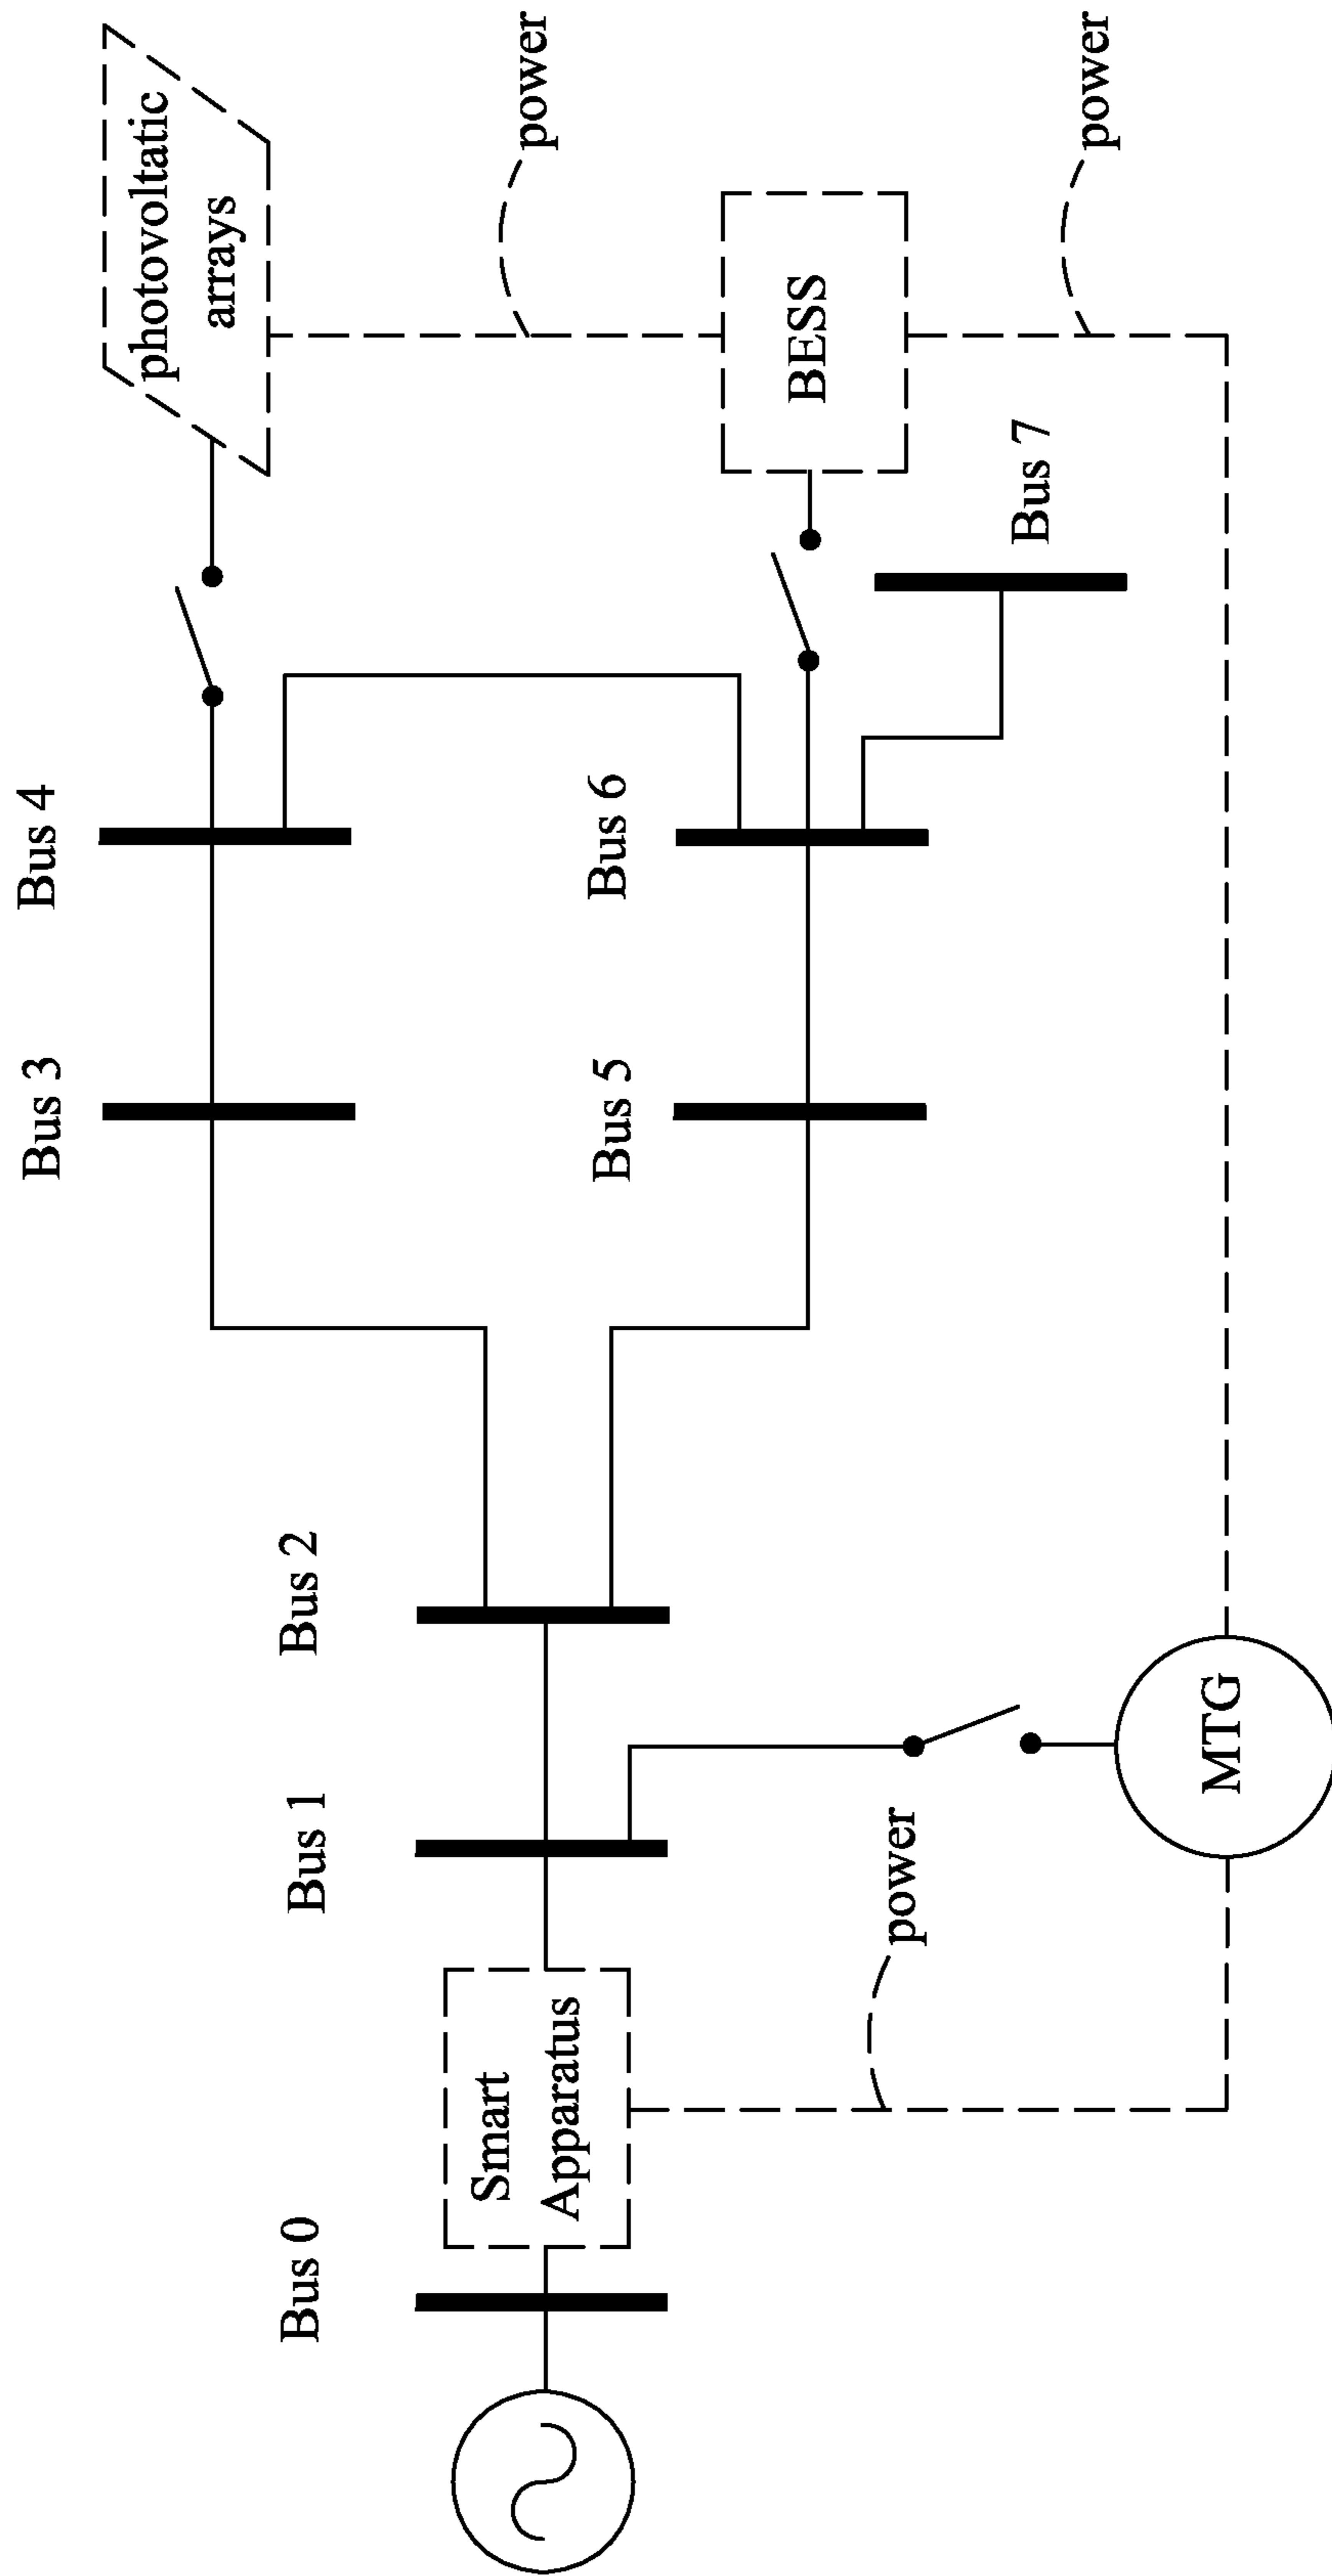 Bus 0
Smart
Apparatus
Bus 1
Bus 2
power
MTG
Bus 3
Bus 4
Bus 5
Bus 6
Bus 7
photovoltatic
arrays
power
BESS
power